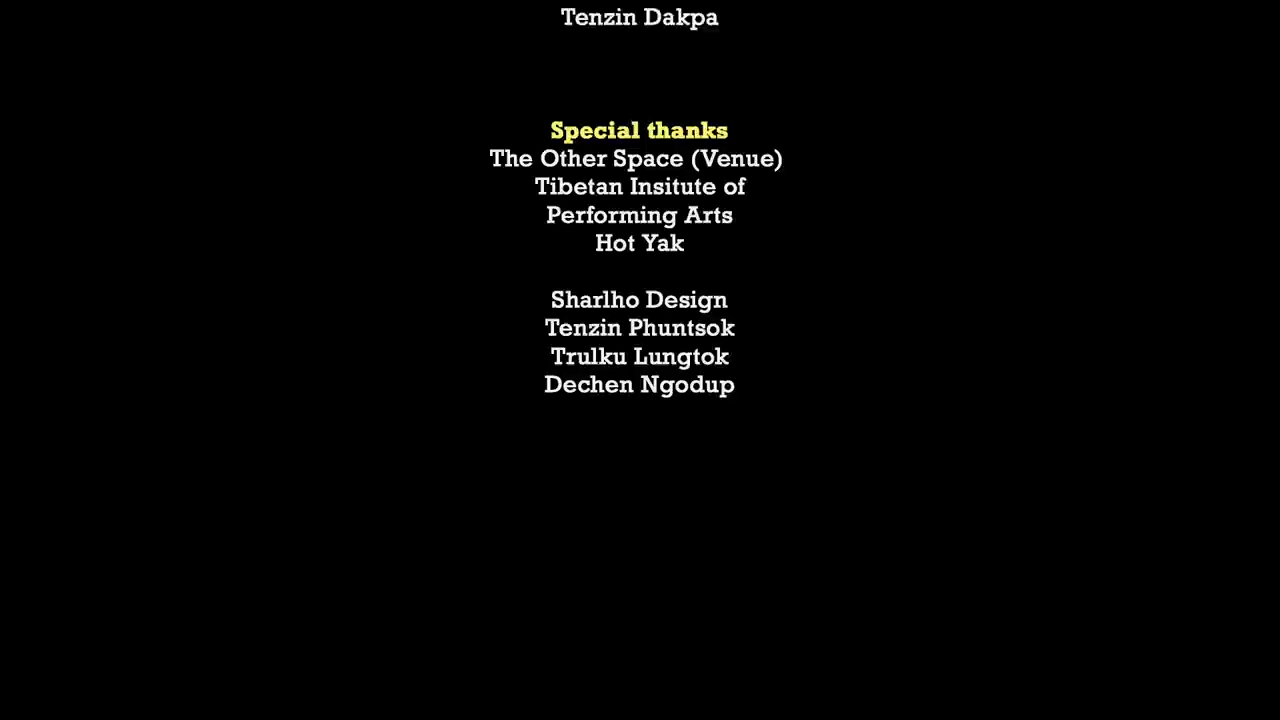 Tenzin Dakpa
Special thanks
The Other Space (Venue)
Tibetan Insitute of
Performing Arts
Hot Yak
Sharlho Design
Tenzin Phuntsok
Trulku Lungtok
Dechen Ngodup